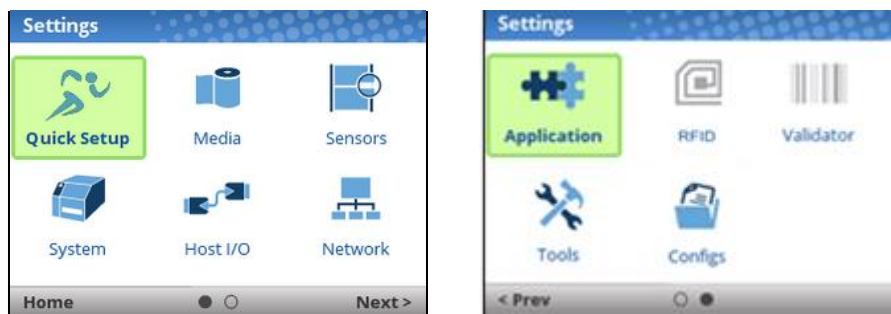 Settings
Quick Setup Media Sensors
System Host I/O Network
Home Next >
Settings
Application RFID Validator
Tools Configs
< Prev